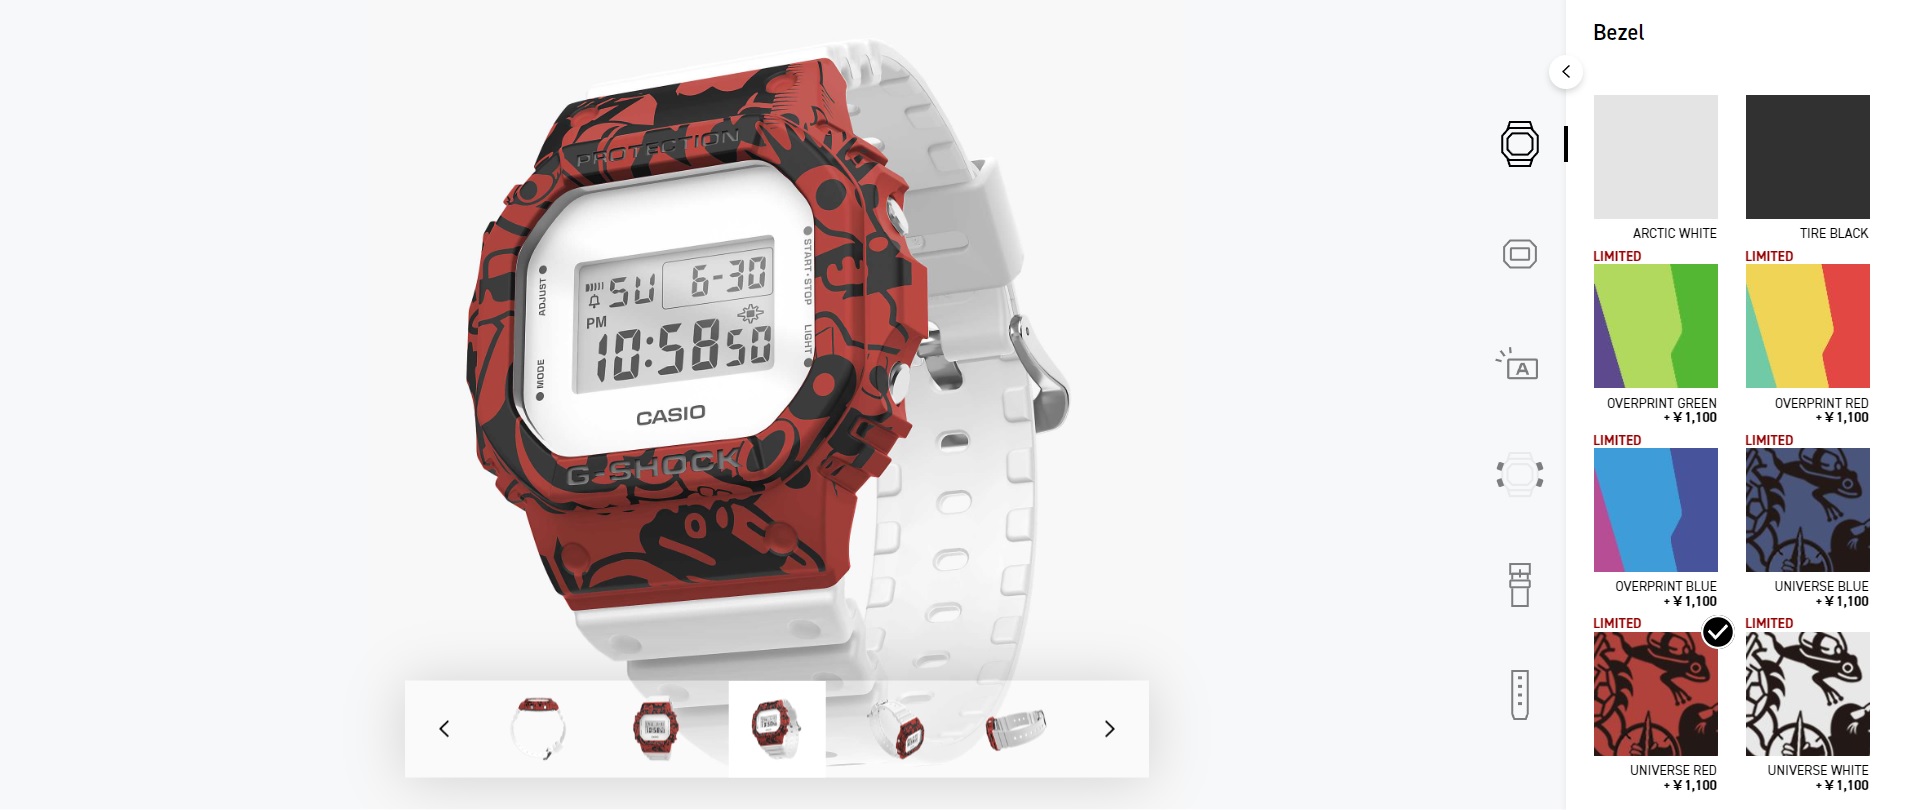 Bezel
ARCTIC WHITE
TIRE BLACK
LIMITED
LIMITED
OVERPRINT GREEN
+ ¥ 1,100
OVERPRINT RED
+ ¥ 1,100
LIMITED
LIMITED
OVERPRINT BLUE
+ ¥ 1,100
UNIVERSE BLUE
+ ¥ 1,100
LIMITED
LIMITED
UNIVERSE RED
+ ¥ 1,100
UNIVERSE WHITE
+ ¥ 1,100
A
PROTECTION
ADJUST
MODE
START·STOP
LIGHT
SU 6-30
PM
10:58 50
CASIO
G-SHOCK